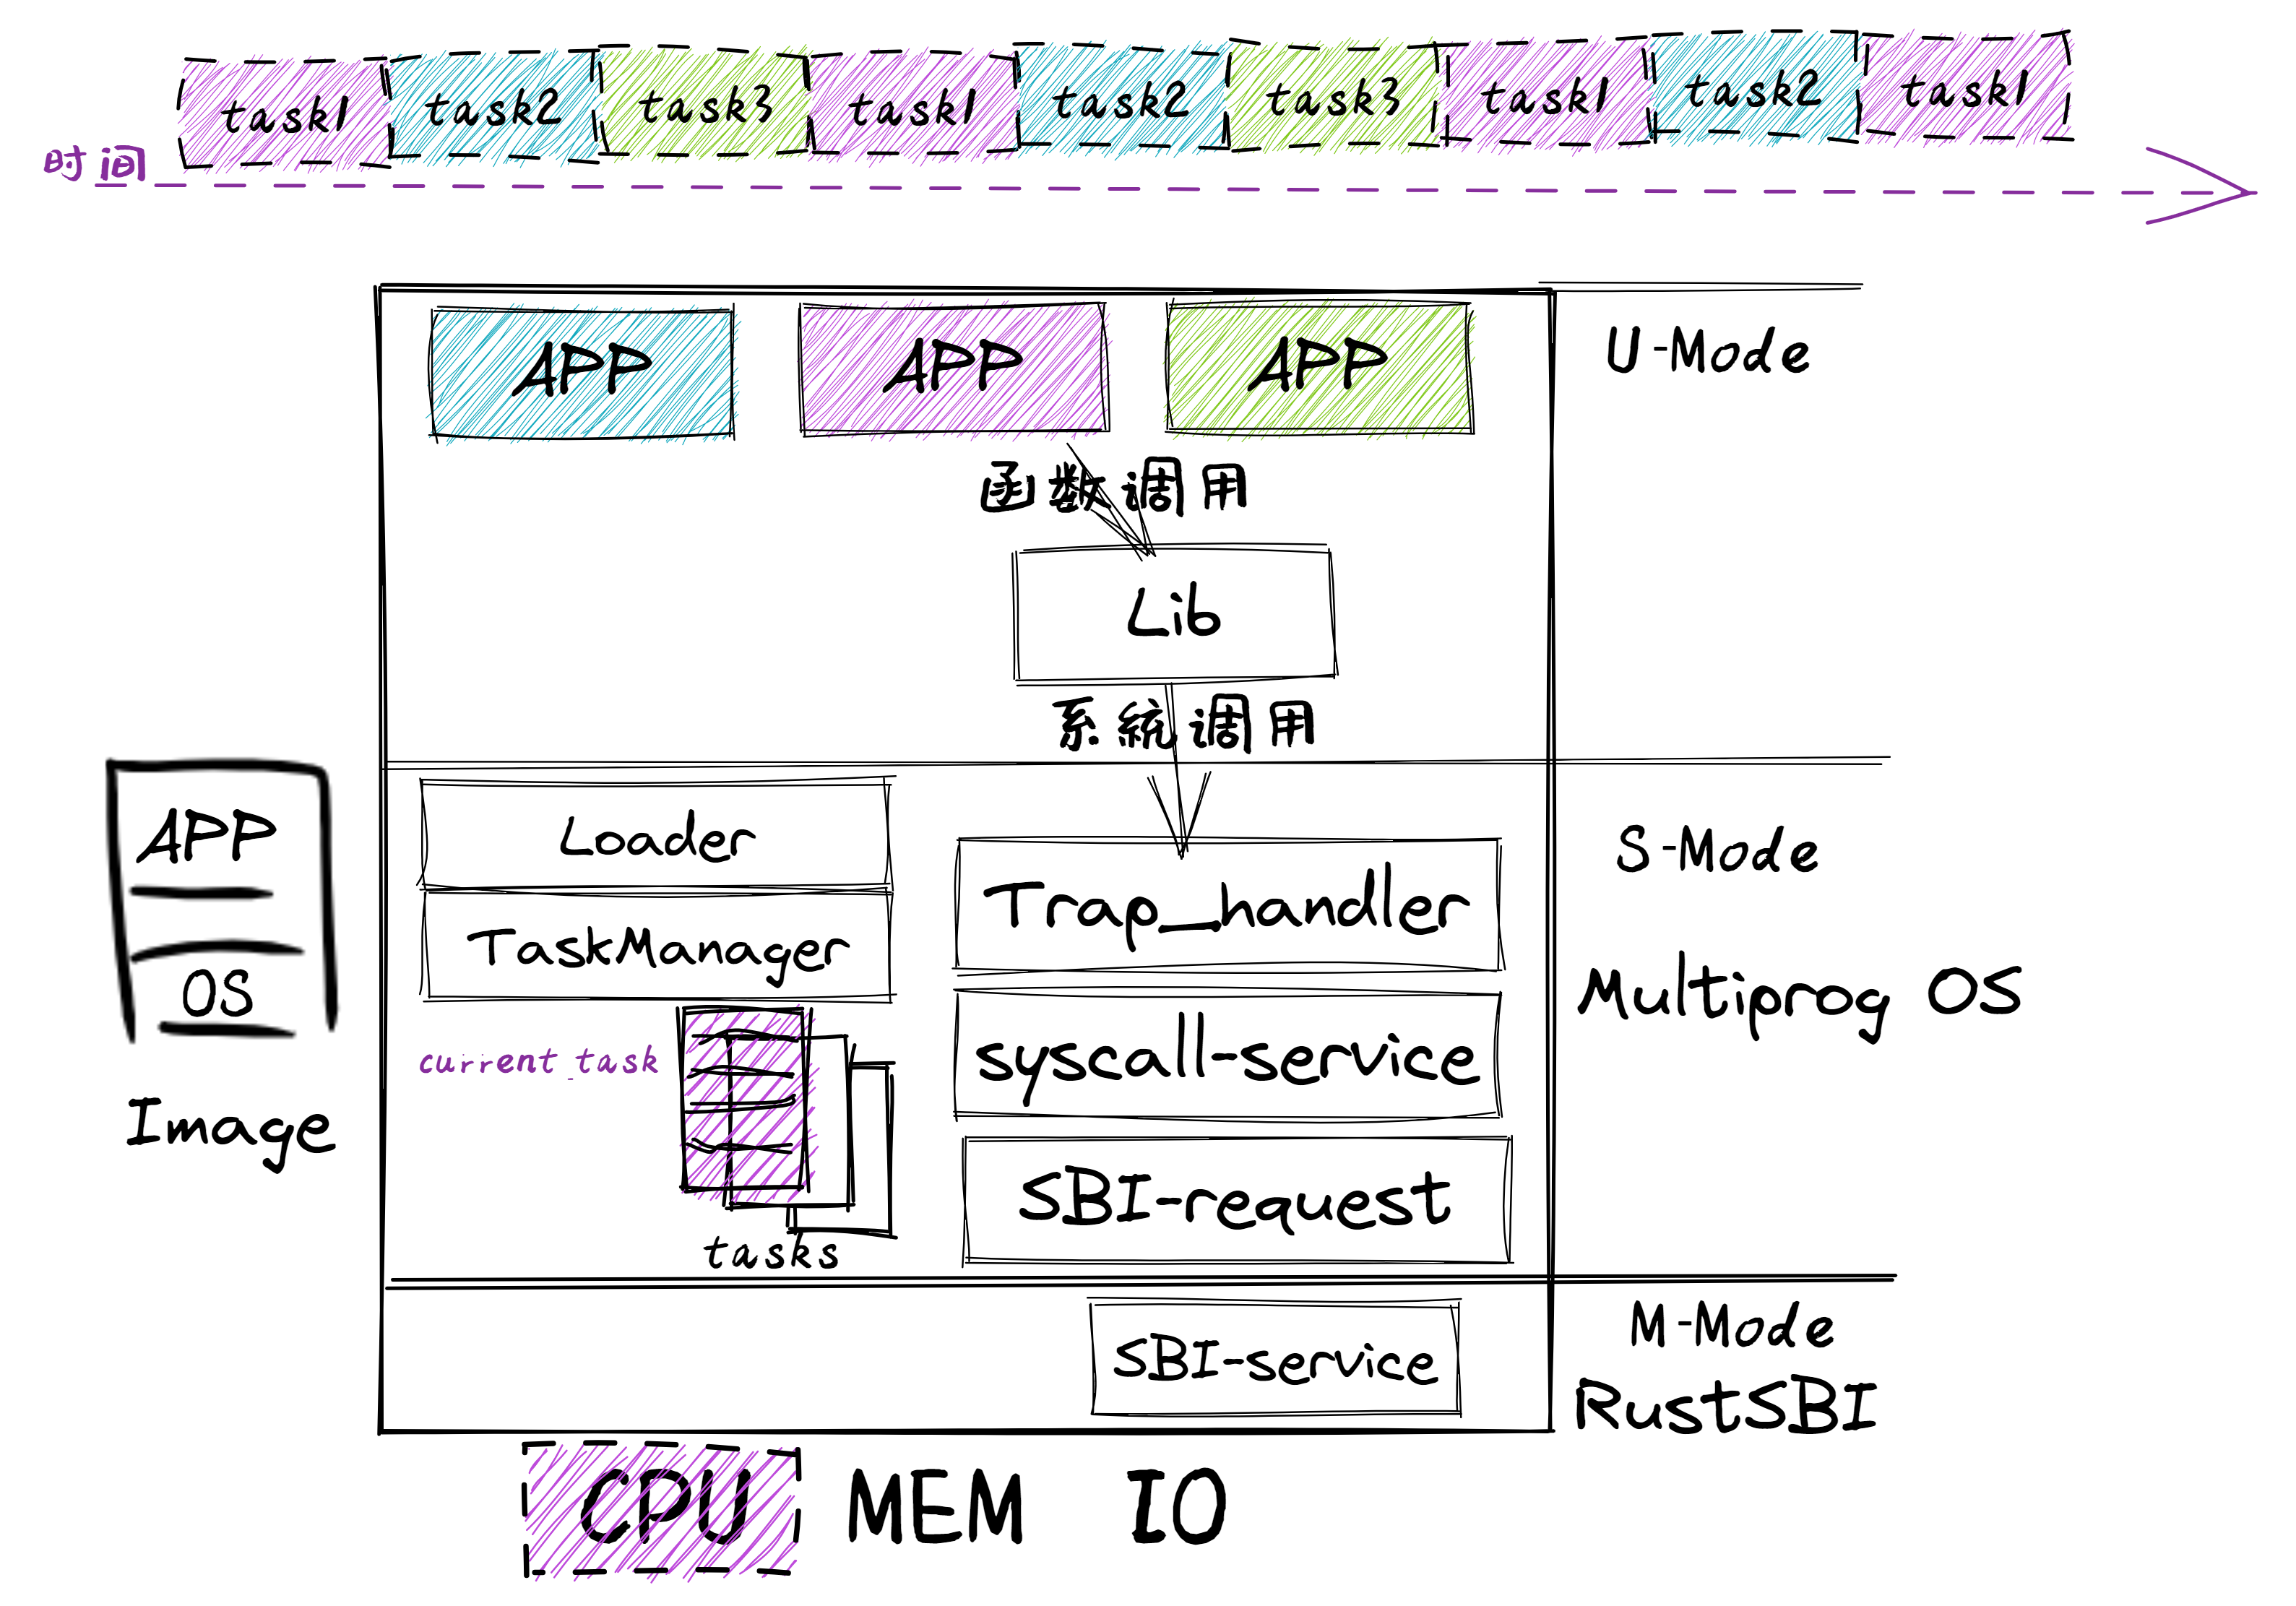 task1 task2 task3 task1 task2 task3 task1 task2 task1
时间
APP APP APP
U-Mode
函数调用
Lib
系统调用
APP
OS
Image
Loader
TaskManager
current_task
tasks
Trap_handler
syscall-service
SBI-request
S-Mode
Multiprog OS
SBI-service
M-Mode
RustSBI
CPU MEM IO